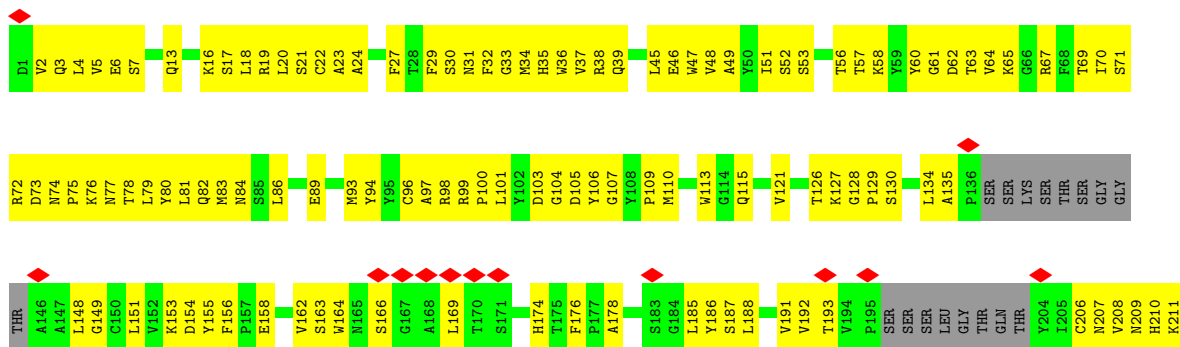 D1 V2 Q3 L4 V5 E6 S7 Q13 K16 S17 L18 R19 L20 S21 C22 A23 A24 F27 T28 F29 S30 N31 F32 G33 M34 H35 W36 V37 R38 Q39 L45 E46 W47 V48 A49 Y50 I51 S52 S53 T56 T57 K58 Y59 Y60 G61 D62 T63 V64 K65 G66 R67 F68 T69 I70 S71
R72 D73 N74 P75 K76 N77 T78 L79 Y80 L81 Q82 M83 N84 S85 L86 E89 M93 Y94 Y95 C96 A97 R98 R99 P100 L101 Y102 D103 G104 D105 Y106 G107 Y108 P109 M110 W113 G114 Q115 V121 T126 K127 G128 P129 S130 L134 A135 P136 SER SER LYS SER THR SER GLY GLY
THR A146 A147 L148 G149 C150 L151 V152 K153 D154 Y155 F156 P157 E158 V162 S163 W164 N165 S166 G167 A168 L169 T170 S171 H174 T175 F176 P177 A178 S183 G184 L185 Y186 S187 L188 V191 V192 T193 V194 P195 SER SER SER LEU GLY THR GLN THR Y204 I205 C206 N207 V208 N209 H210 K211